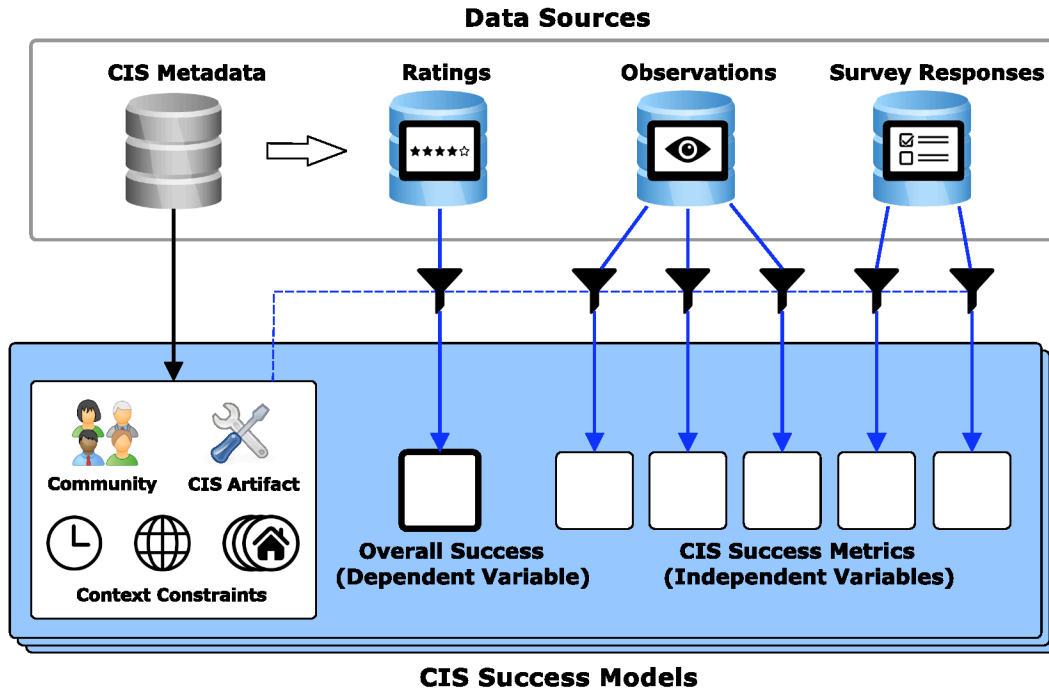 Data Sources
CIS Metadata
Ratings
Observations
Survey Responses
Community
CIS Artifact
Context Constraints
Overall Success
(Dependent Variable)
CIS Success Metrics
(Independent Variables)
CIS Success Models